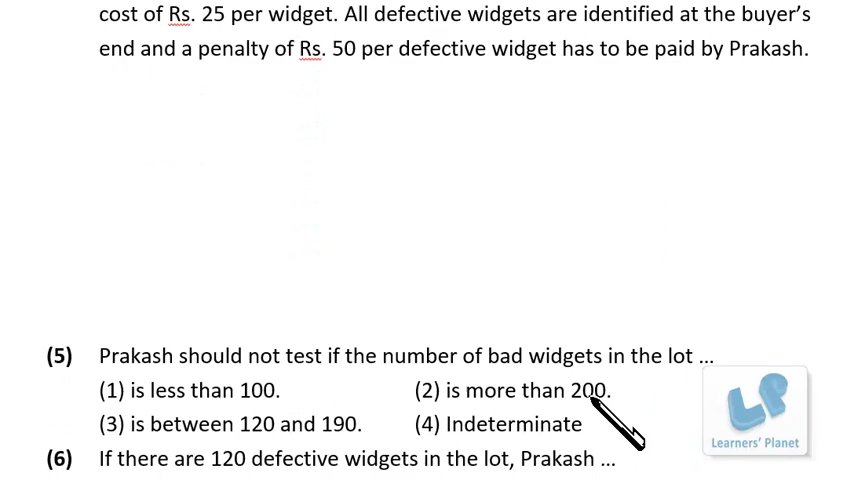 cost of Rs. 25 per widget. All defective widgets are identified at the buyer's
end and a penalty of Rs. 50 per defective widget has to be paid by Prakash.
(5) Prakash should not test if the number of bad widgets in the lot ...
(1) is less than 100. (2) is more than 200.
(3) is between 120 and 190. (4) Indeterminate
(6) If there are 120 defective widgets in the lot, Prakash ...
LP
Learners' Planet